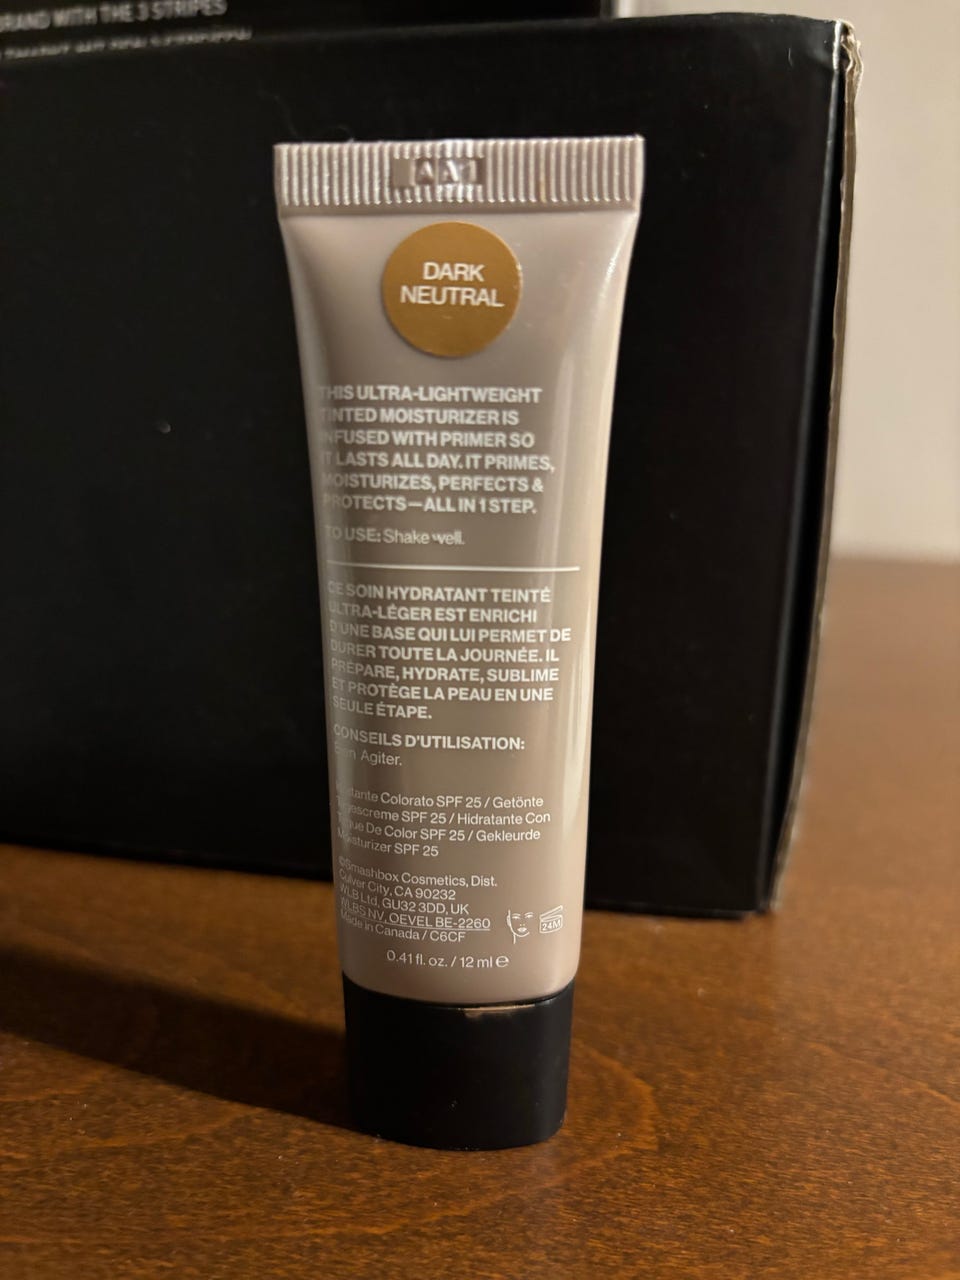 BRAND WITH THE 3 STRIPES
AA1
DARK
NEUTRAL
THIS ULTRA-LIGHTWEIGHT
TINTED MOISTURIZER IS
INFUSED WITH PRIMER SO
IT LASTS ALL DAY. IT PRIMES,
MOISTURIZES, PERFECTS &
PROTECTS—ALL IN 1 STEP.
TO USE: Shake well.
CE SOIN HYDRATANT TEINTÉ
ULTRA-LÉGER EST ENRICHI
D'UNE BASE QUI LUI PERMET DE
DURER TOUTE LA JOURNÉE. IL
PRÉPARE, HYDRATE, SUBLIME
ET PROTÈGE LA PEAU EN UNE
SEULE ÉTAPE.
CONSEILS D'UTILISATION:
Bien Agiter.
Idratante Colorato SPF 25 / Getönte
Tagescreme SPF 25 / Hidratante Con
Toque De Color SPF 25 / Gekleurde
Moisturizer SPF 25
©Smashbox Cosmetics, Dist.
Culver City, CA 90232
WLB Ltd, GU32 3DD, UK
WLBS NV, OEVEL BE-2260
Made in Canada / C6CF
24M
0.41 fl. oz. / 12 ml ℮